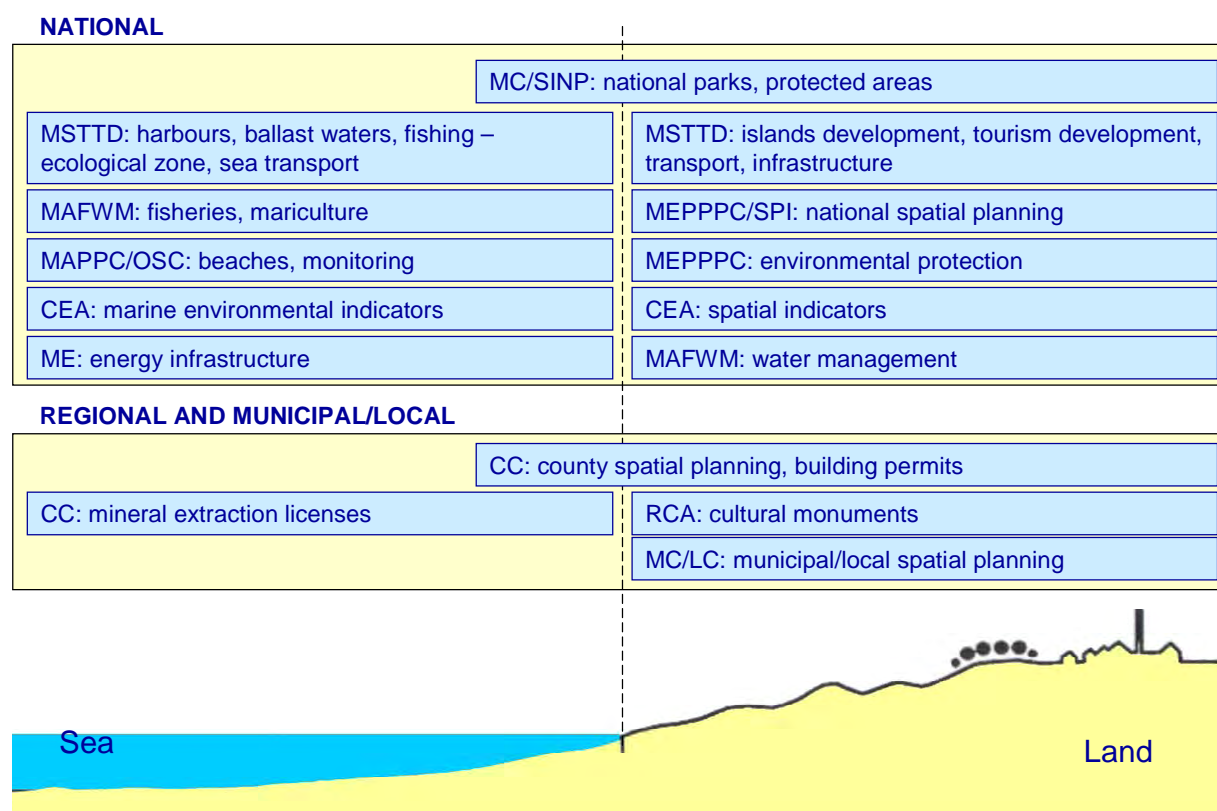 NATIONAL
MC/SINP: national parks, protected areas
MSTTD: harbours, ballast waters, fishing –
ecological zone, sea transport
MSTTD: islands development, tourism development,
transport, infrastructure
MAFWM: fisheries, mariculture
MEPPPC/SPI: national spatial planning
MAPPC/OSC: beaches, monitoring
MEPPPC: environmental protection
CEA: marine environmental indicators
CEA: spatial indicators
ME: energy infrastructure
MAFWM: water management
REGIONAL AND MUNICIPAL/LOCAL
CC: county spatial planning, building permits
CC: mineral extraction licenses
RCA: cultural monuments
MC/LC: municipal/local spatial planning
Sea
Land